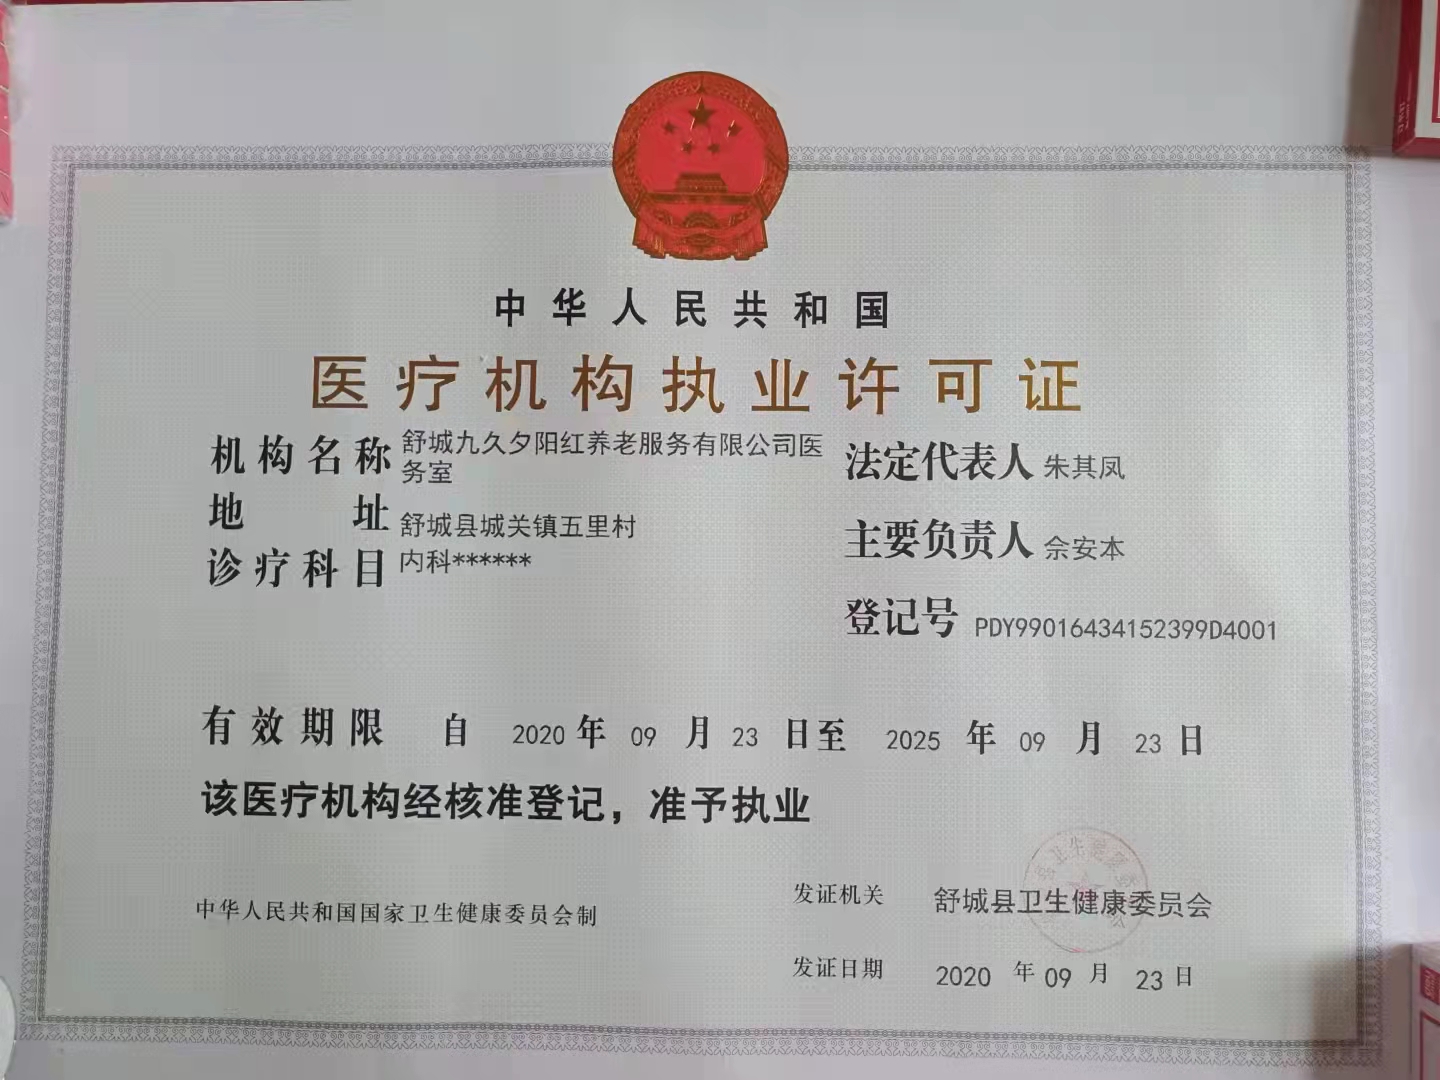 中华人民共和国
医疗机构执业许可证
机构名称 舒城九久夕阳红养老服务有限公司医
务室
法定代表人 朱其凤
地址 舒城县城关镇五里村
主要负责人 佘安本
诊疗科目 内科******
登记号 PDY99016434152399D4001
有效期限 自 2020 年 09 月 23 日至 2025 年 09 月 23 日
该医疗机构经核准登记，准予执业
中华人民共和国国家卫生健康委员会制
发证机关 舒城县卫生健康委员会
发证日期 2020 年 09 月 23 日